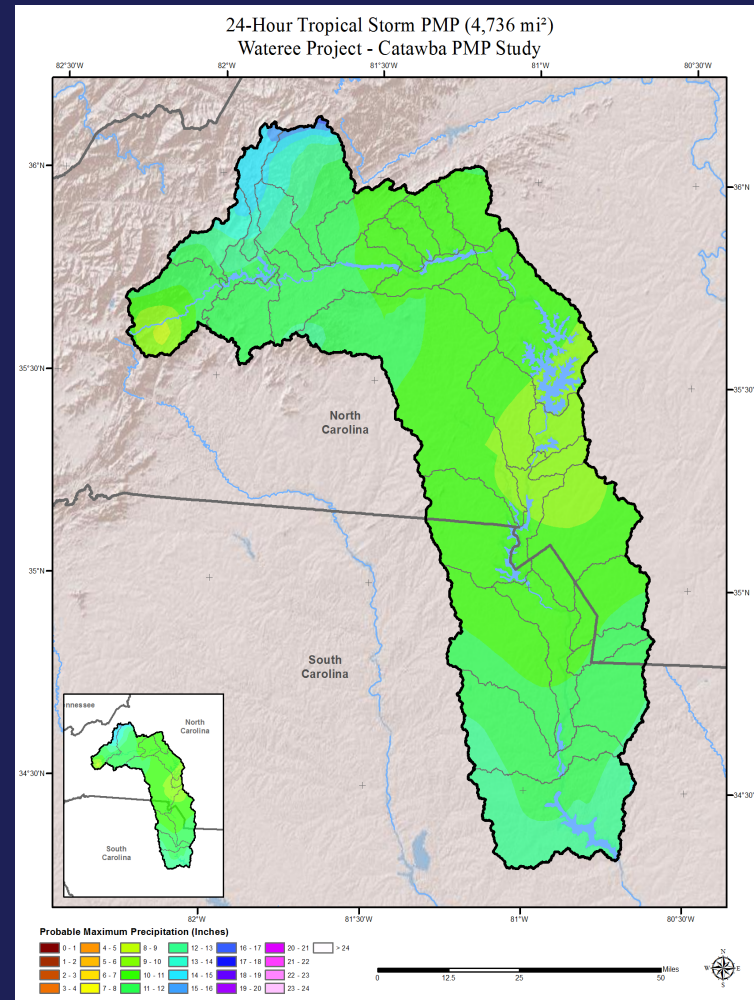 24-Hour Tropical Storm PMP (4,736 mi²)
Wateree Project - Catawba PMP Study
82°30'W
82°W
81°30'W
81°W
80°30'W
36°N
36°N
35°30'N
35°30'N
North
Carolina
35°N
35°N
South
Carolina
nnessee
North
Carolina
South
Carolina
34°30'N
34°30'N
82°W
81°30'W
81°W
80°30'W
Probable Maximum Precipitation (Inches)
0 - 1 4 - 5 8 - 9 12 - 13 16 - 17 20 - 21 > 24
1 - 2 5 - 6 9 - 10 13 - 14 17 - 18 21 - 22
2 - 3 6 - 7 10 - 11 14 - 15 18 - 19 22 - 23
3 - 4 7 - 8 11 - 12 15 - 16 19 - 20 23 - 24
Miles
0 12.5 25 50
N
W E
S